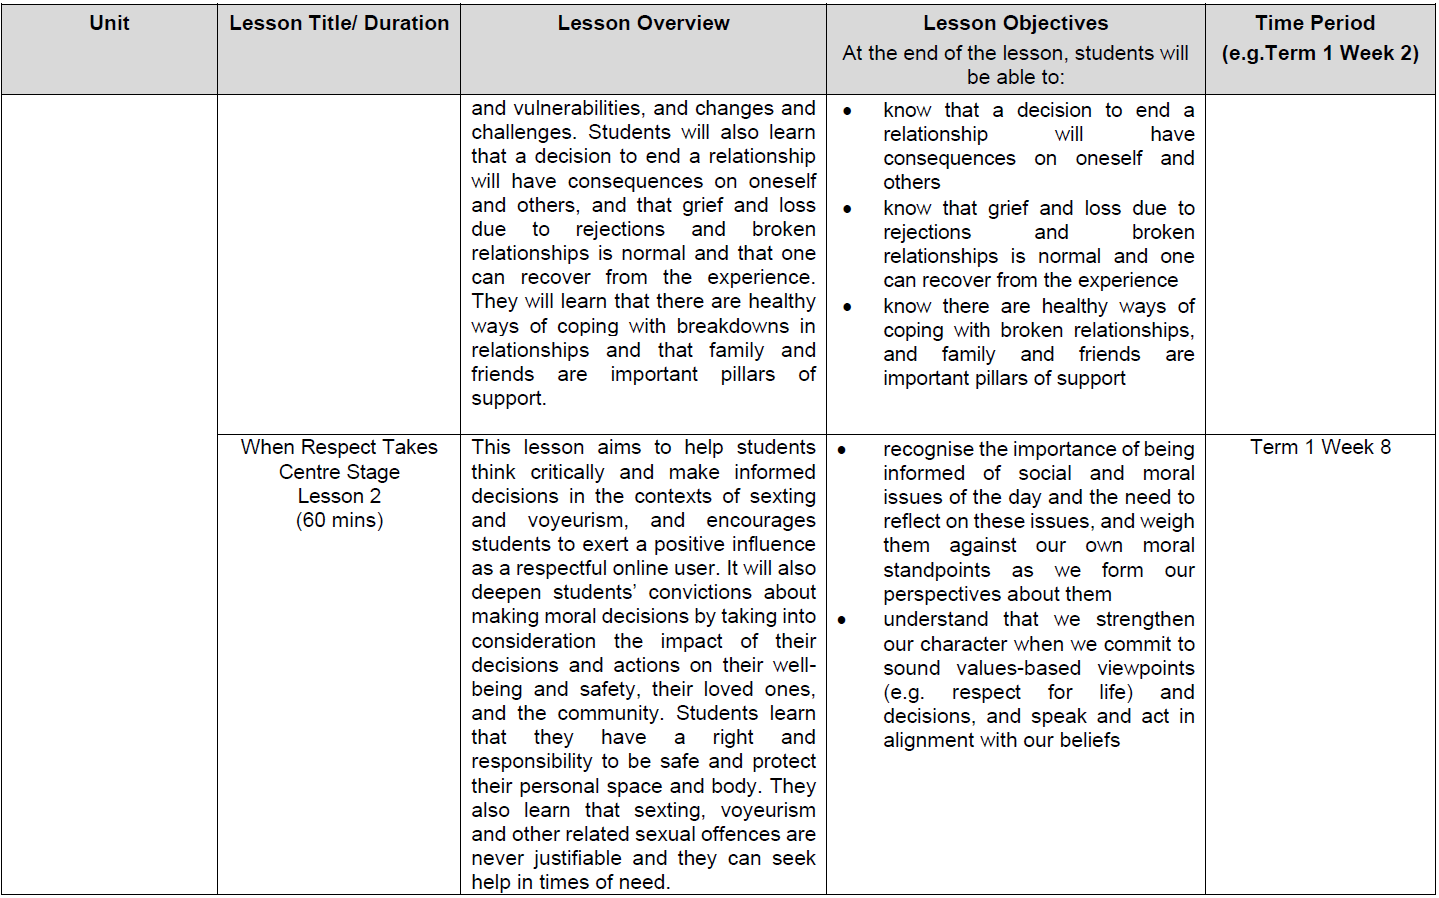 Unit
Lesson Title/ Duration
Lesson Overview
Lesson Objectives
At the end of the lesson, students will
be able to:
Time Period
(e.g.Term 1 Week 2)
and vulnerabilities, and changes and
challenges. Students will also learn
that a decision to end a relationship
will have consequences on oneself
and others, and that grief and loss
due to rejections and broken
relationships is normal and that one
can recover from the experience.
They will learn that there are healthy
ways of coping with breakdowns in
relationships and that family and
friends are important pillars of
support.
● know that a decision to end a
relationship will have
consequences on oneself and
others
● know that grief and loss due to
rejections and broken
relationships is normal and one
can recover from the experience
● know there are healthy ways of
coping with broken relationships,
and family and friends are
important pillars of support
When Respect Takes
Centre Stage
Lesson 2
(60 mins)
This lesson aims to help students
think critically and make informed
decisions in the contexts of sexting
and voyeurism, and encourages
students to exert a positive influence
as a respectful online user. It will also
deepen students’ convictions about
making moral decisions by taking into
consideration the impact of their
decisions and actions on their well-
being and safety, their loved ones,
and the community. Students learn
that they have a right and
responsibility to be safe and protect
their personal space and body. They
also learn that sexting, voyeurism
and other related sexual offences are
never justifiable and they can seek
help in times of need.
● recognise the importance of being
informed of social and moral
issues of the day and the need to
reflect on these issues, and weigh
them against our own moral
standpoints as we form our
perspectives about them
● understand that we strengthen
our character when we commit to
sound values-based viewpoints
(e.g. respect for life) and
decisions, and speak and act in
alignment with our beliefs
Term 1 Week 8